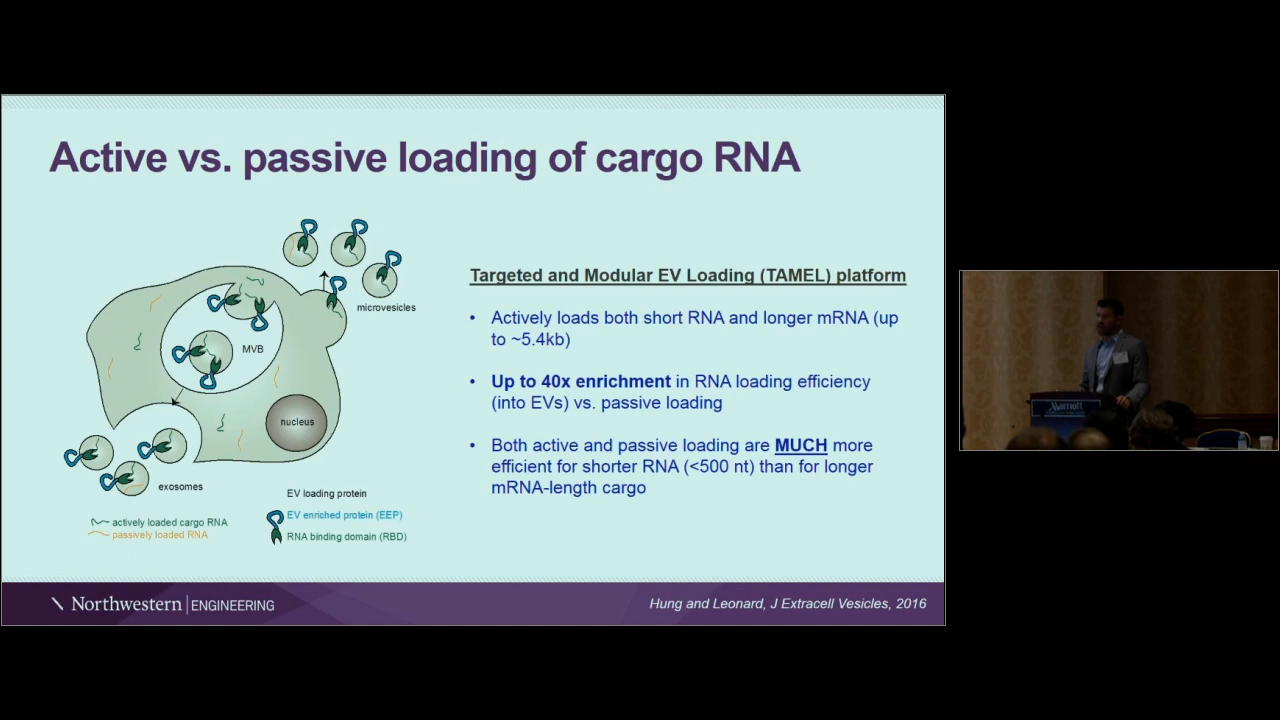 Active vs. passive loading of cargo RNA
microvesicles
MVB
nucleus
exosomes
actively loaded cargo RNA
passively loaded RNA
EV loading protein
EV enriched protein (EEP)
RNA binding domain (RBD)
Targeted and Modular EV Loading (TAMEL) platform
• Actively loads both short RNA and longer mRNA (up
to ~5.4kb)
• Up to 40x enrichment in RNA loading efficiency
(into EVs) vs. passive loading
• Both active and passive loading are MUCH more
efficient for shorter RNA (<500 nt) than for longer
mRNA-length cargo
Northwestern | ENGINEERING
Hung and Leonard, J Extracell Vesicles, 2016
Marriott